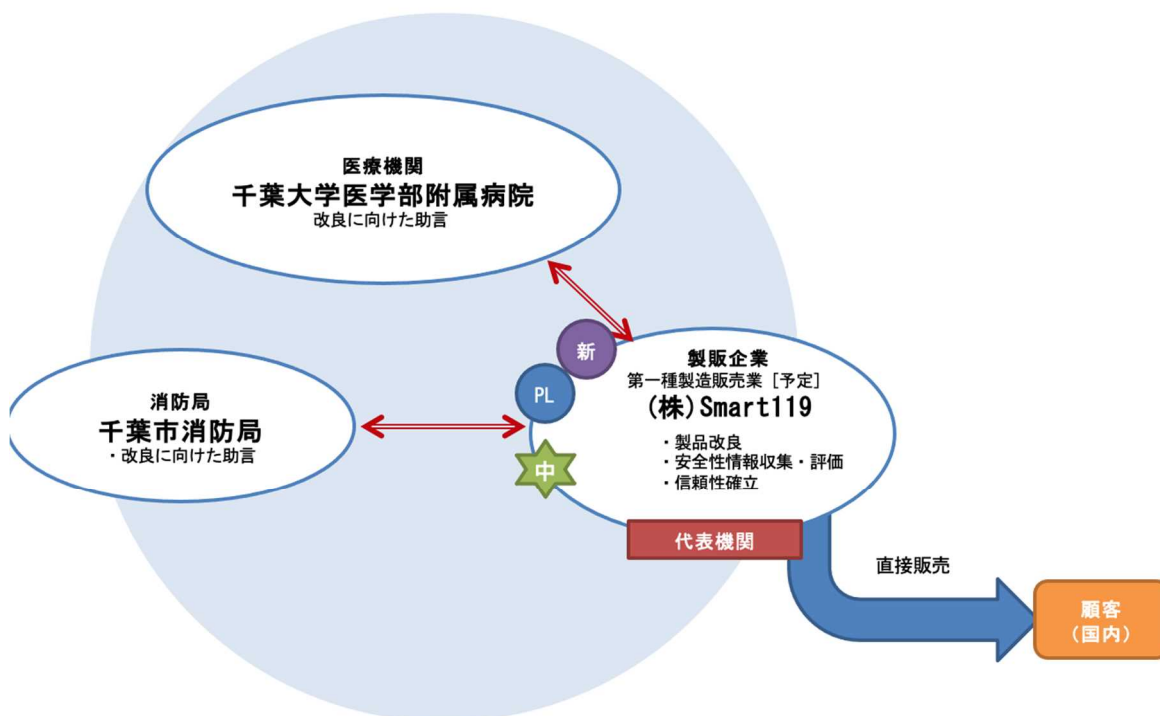 医療機関
千葉大学医学部附属病院
改良に向けた助言
新
製販企業
第一種製造販売業［予定］
(株)Smart119
・製品改良
・安全性情報収集・評価
・信頼性確立
PL
中
消防局
千葉市消防局
・改良に向けた助言
代表機関
直接販売
顧客
(国内)